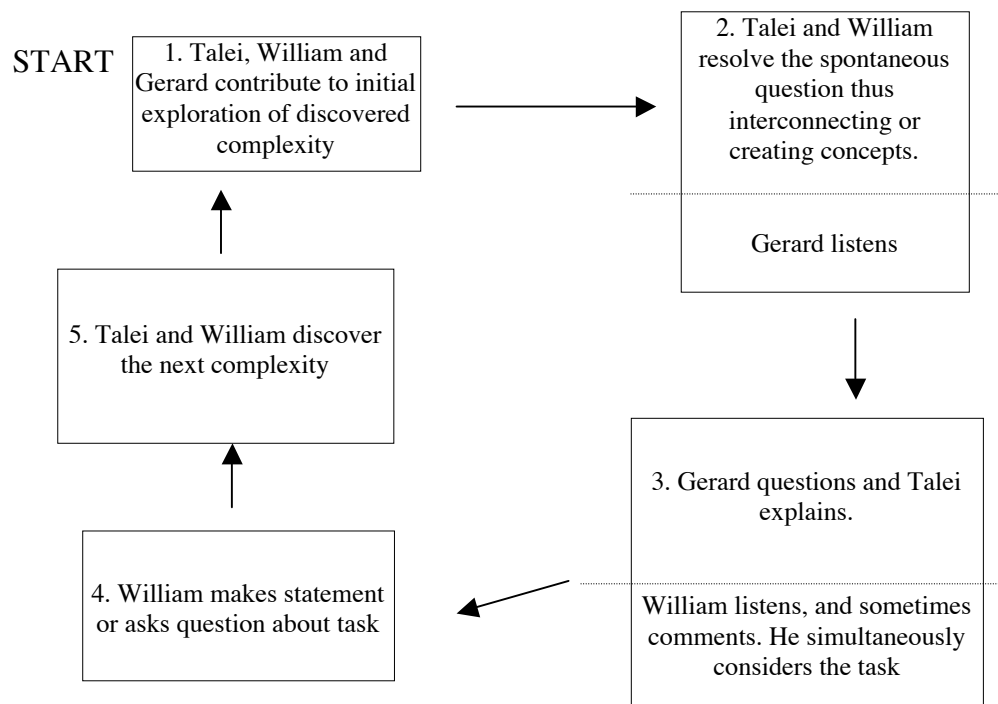 START
1. Talei, William and
Gerard contribute to initial
exploration of discovered
complexity
2. Talei and William
resolve the spontaneous
question thus
interconnecting or
creating concepts.
Gerard listens
3. Gerard questions and Talei
explains.
William listens, and sometimes
comments. He simultaneously
considers the task
4. William makes statement
or asks question about task
5. Talei and William discover
the next complexity